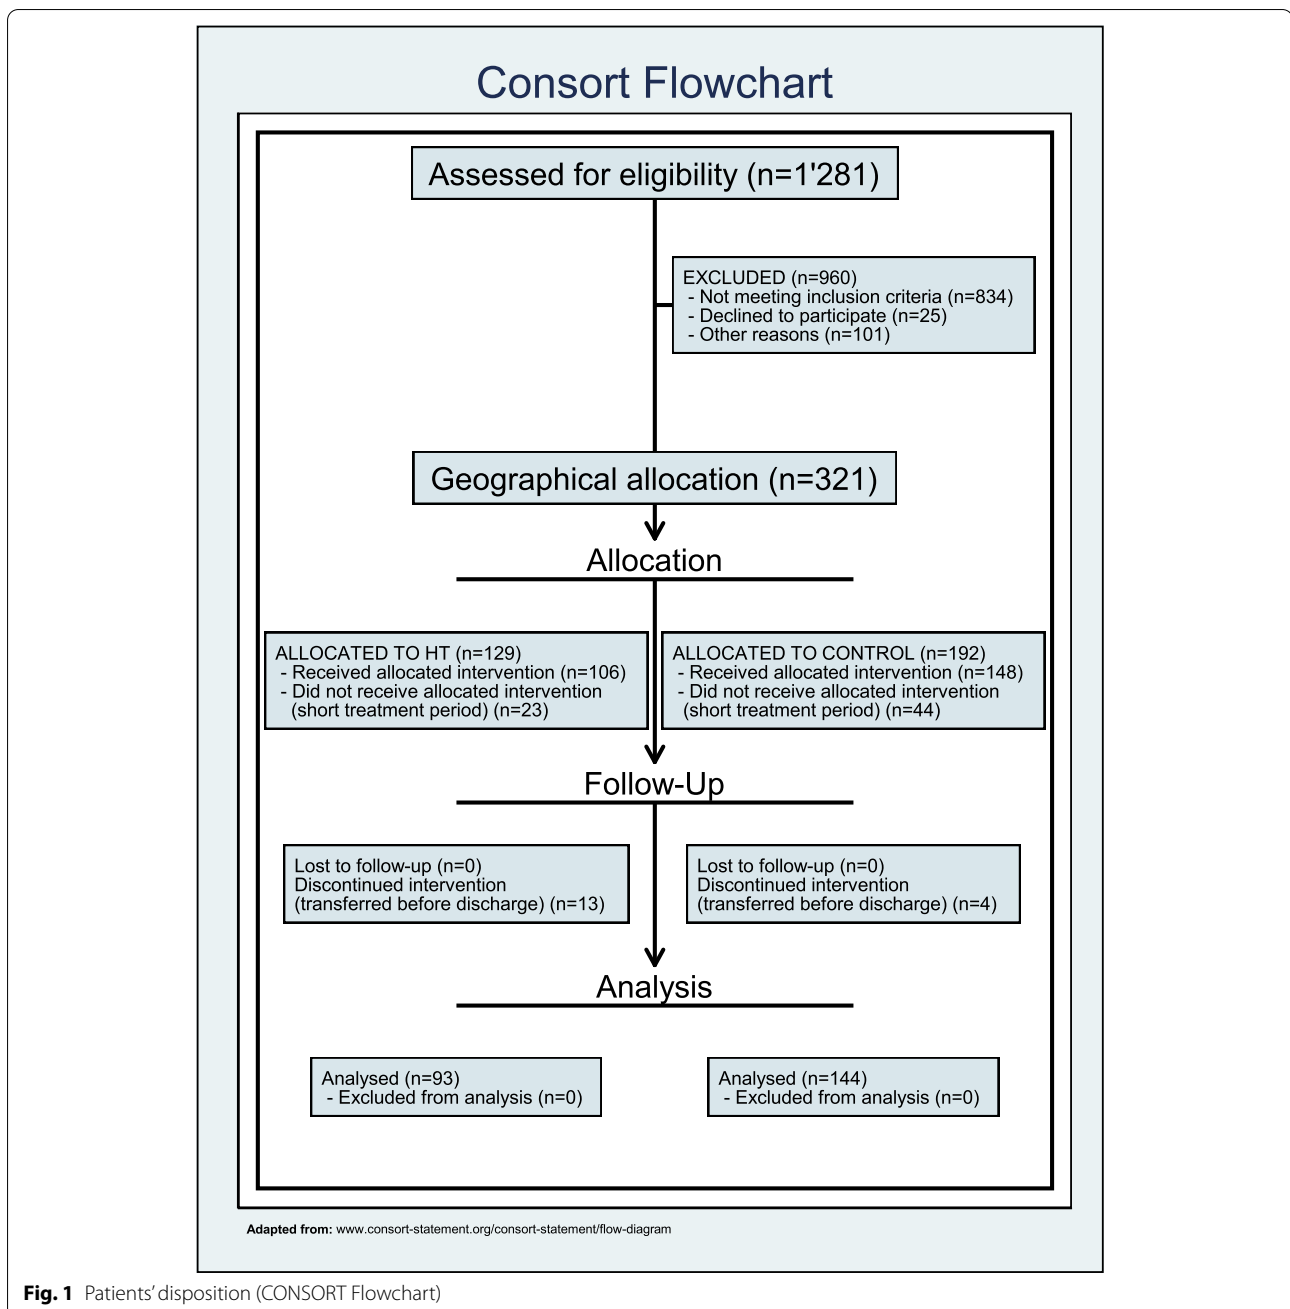 Consort Flowchart
Assessed for eligibility (n=1'281)
EXCLUDED (n=960)
- Not meeting inclusion criteria (n=834)
- Declined to participate (n=25)
- Other reasons (n=101)
Geographical allocation (n=321)
Allocation
ALLOCATED TO HT (n=129)
- Received allocated intervention (n=106)
- Did not receive allocated intervention
(short treatment period) (n=23)
ALLOCATED TO CONTROL (n=192)
- Received allocated intervention (n=148)
- Did not receive allocated intervention
(short treatment period) (n=44)
Follow-Up
Lost to follow-up (n=0)
Discontinued intervention
(transferred before discharge) (n=13)
Lost to follow-up (n=0)
Discontinued intervention
(transferred before discharge) (n=4)
Analysis
Analysed (n=93)
- Excluded from analysis (n=0)
Analysed (n=144)
- Excluded from analysis (n=0)
Adapted from: www.consort-statement.org/consort-statement/flow-diagram
Fig. 1 Patients' disposition (CONSORT Flowchart)